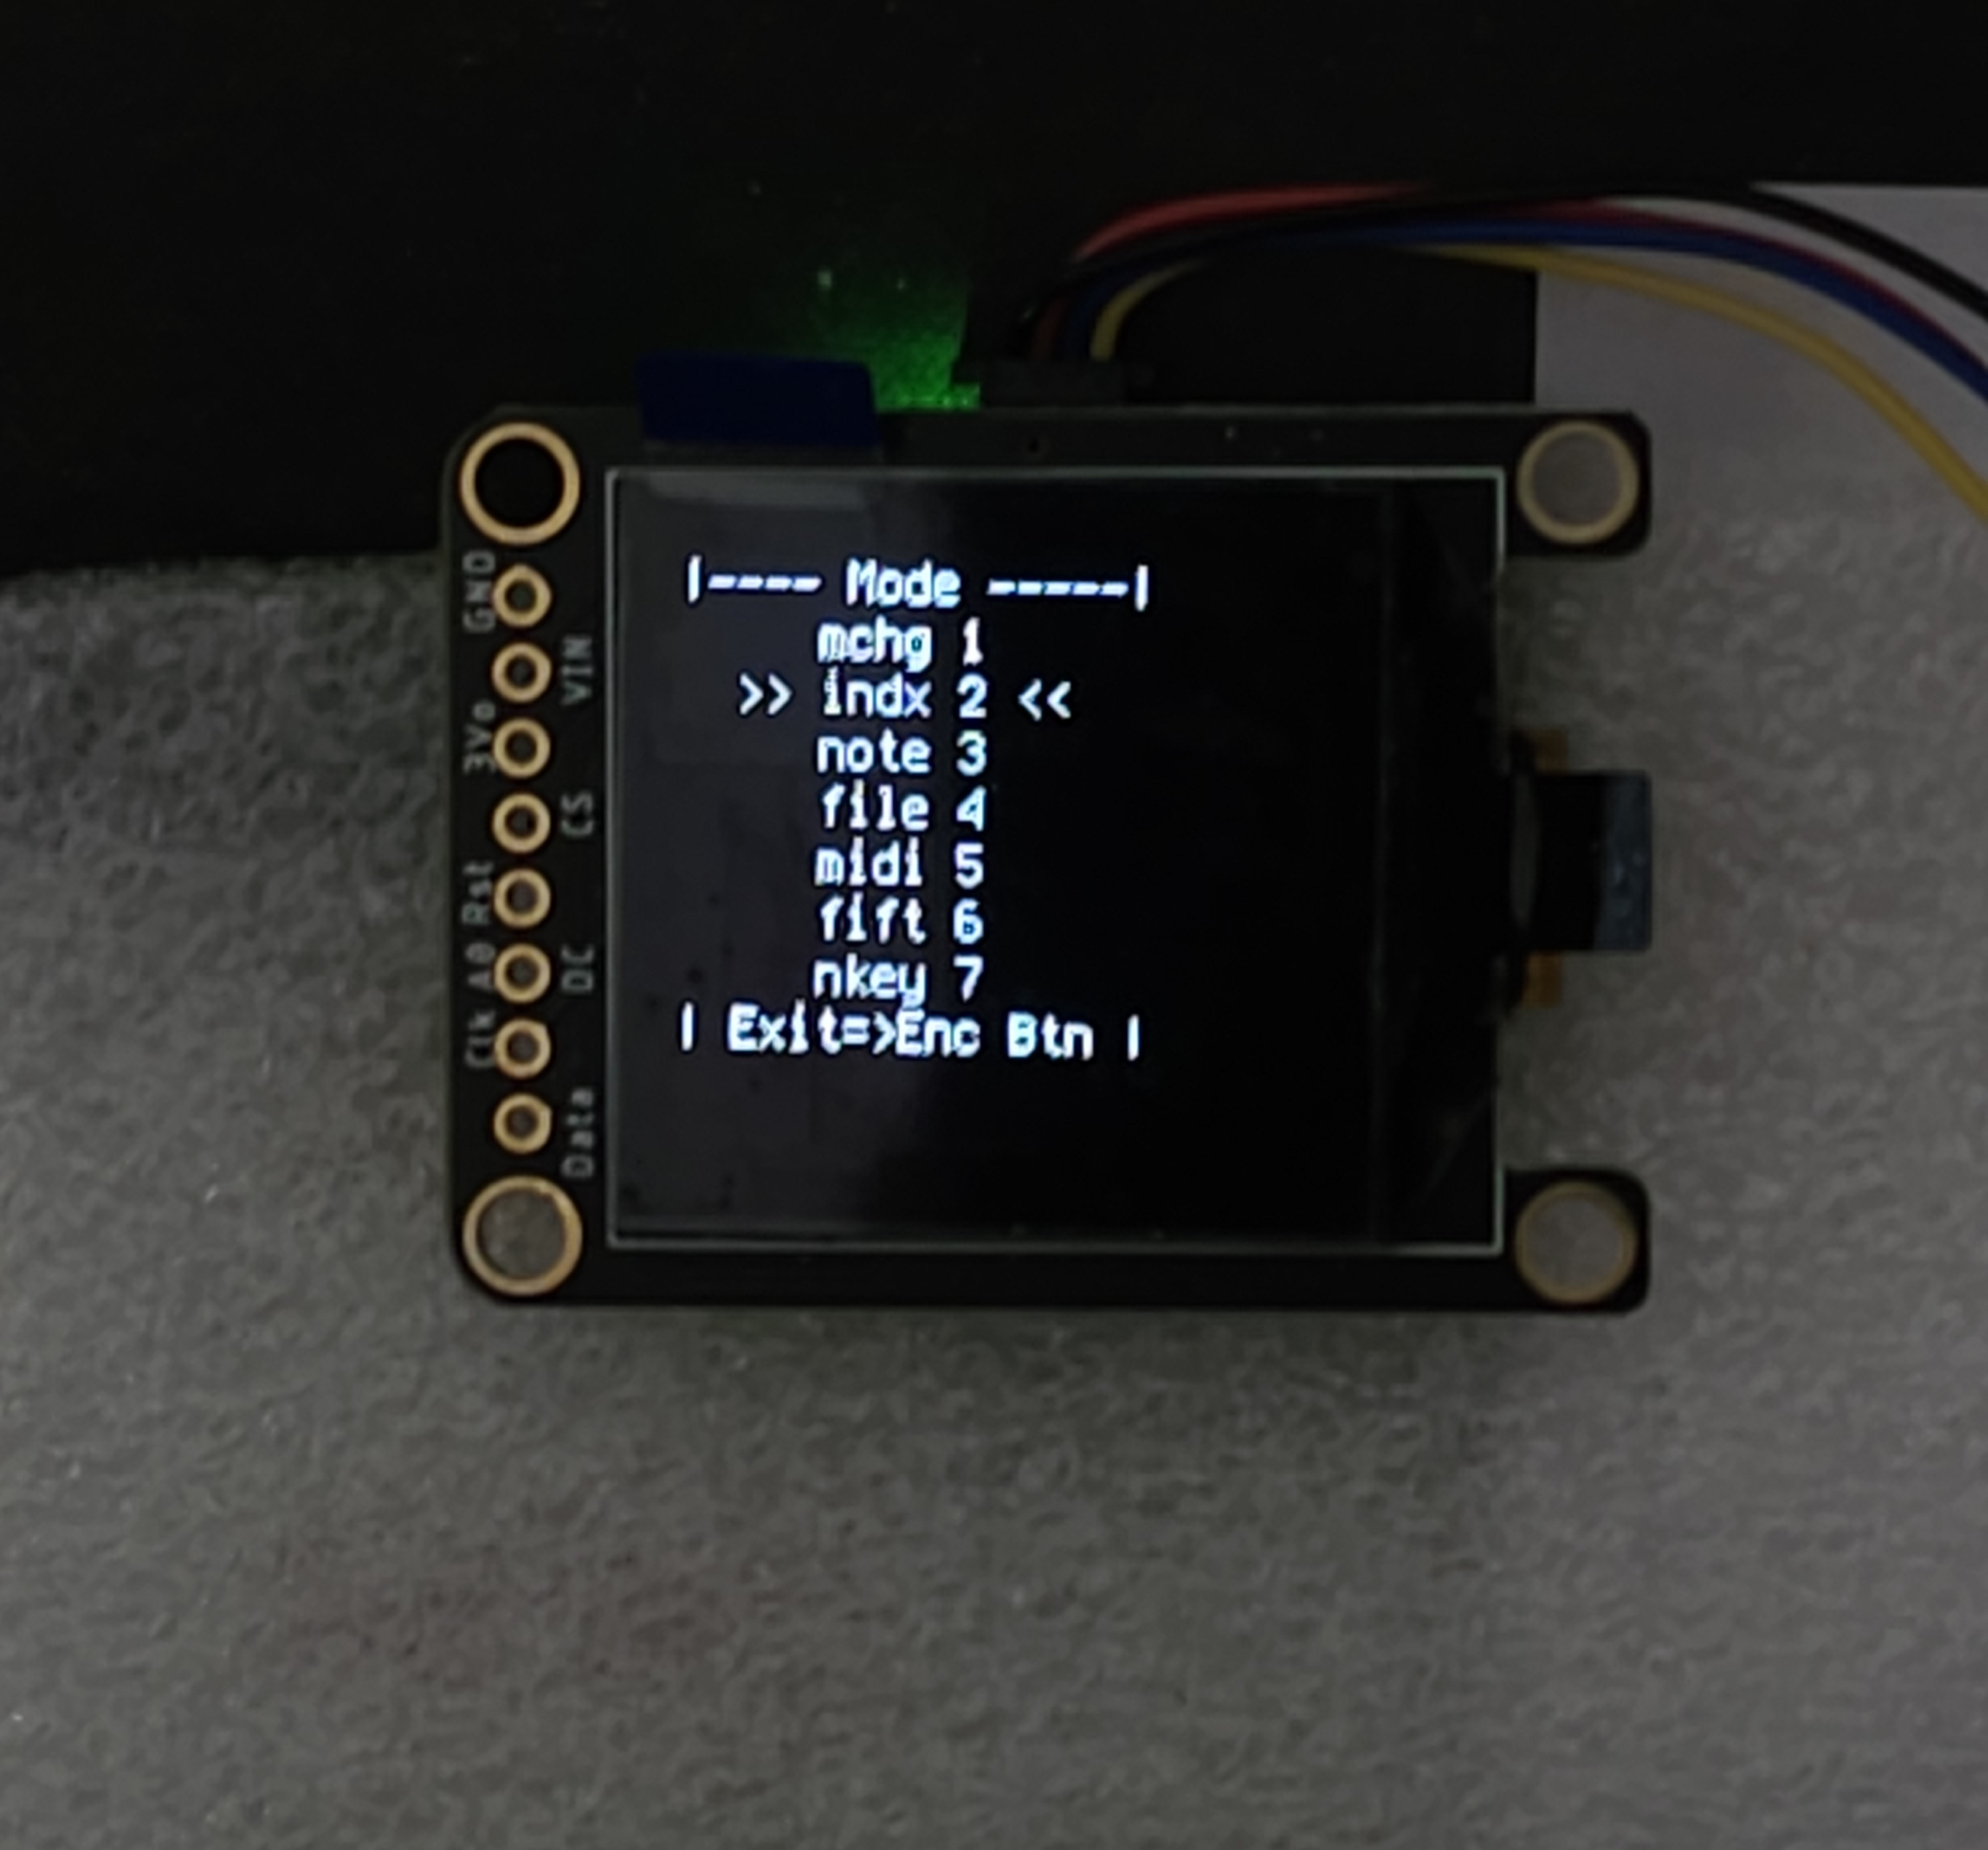 |---- Mode -----|
mchg 1
>> indx 2 <<
note 3
file 4
midi 5
fift 6
nkey 7
| Exit=>Enc Btn |
GND
VIN
3Vo
CS
Rst
A0
DC
Clk
Data